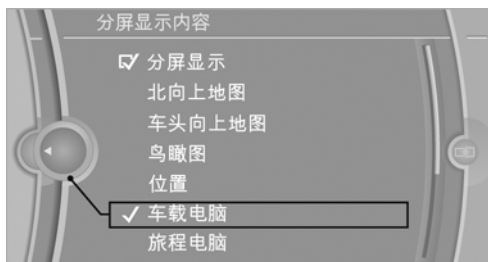 分屏显示内容
分屏显示
北向上地图
车头向上地图
鸟瞰图
位置
车载电脑
旅程电脑